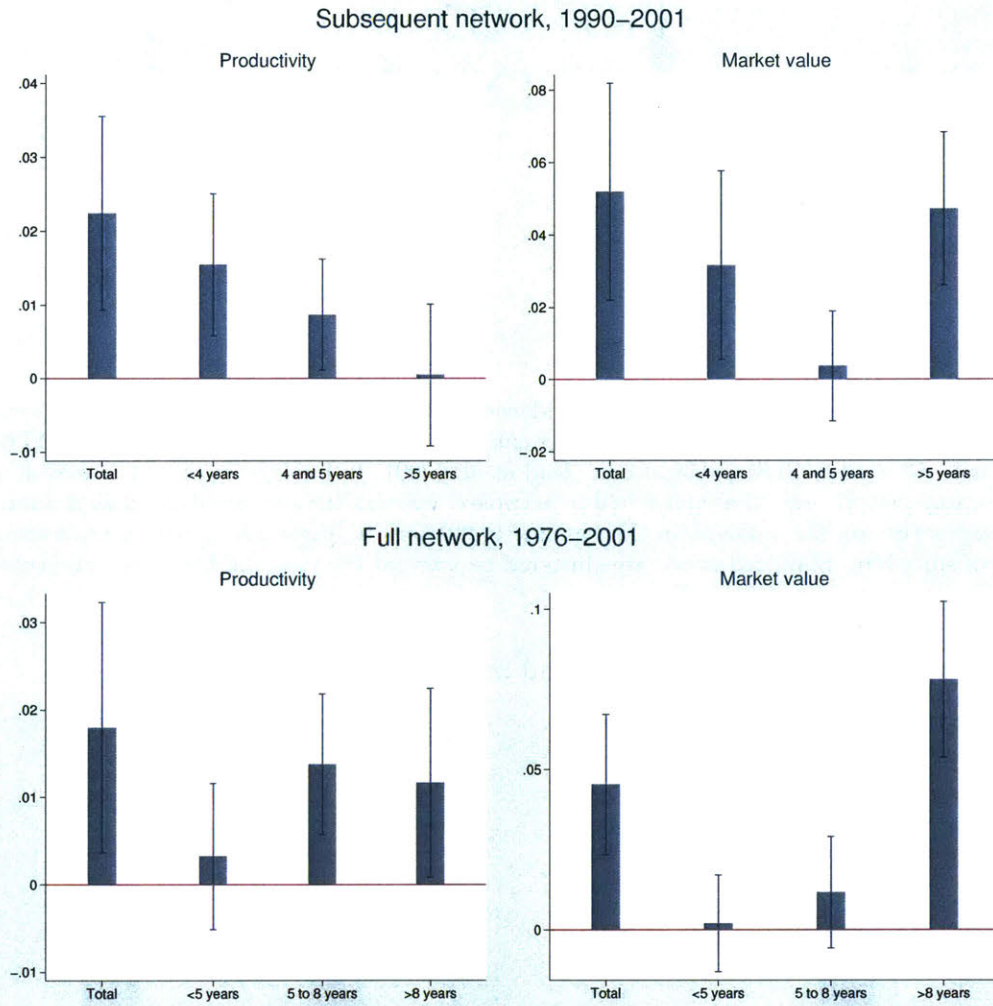 Subsequent network, 1990–2001
Productivity
.04
.03
.02
.01
0
-.01
Total <4 years 4 and 5 years >5 years
Market value
.08
.06
.04
.02
0
-.02
Total <4 years 4 and 5 years >5 years
Full network, 1976–2001
Productivity
.03
.02
.01
0
-.01
Total <5 years 5 to 8 years >8 years
Market value
.1
.05
0
Total <5 years 5 to 8 years >8 years